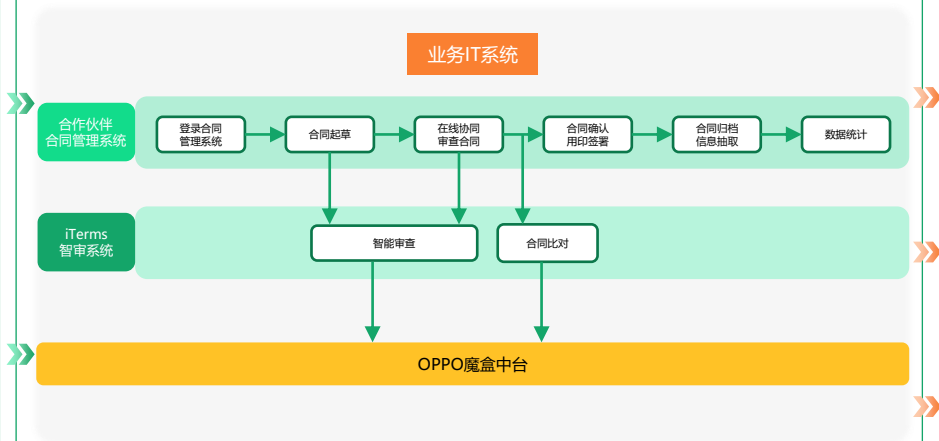 业务IT系统
合作伙伴
合同管理系统
登录合同
管理系统
合同起草
在线协同
审查合同
合同确认
用印签署
合同归档
信息抽取
数据统计
iTerms
智审系统
智能审查
合同比对
OPPO魔盒中台